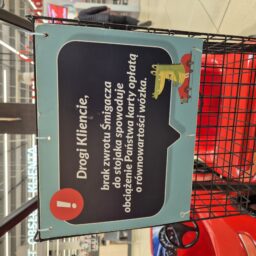 Drogi Kliencie,
brak zwrotu Śmigacza
do stojaka spowoduje
obciążenie Państwa karty opłatą
o równowartości wózka.
!